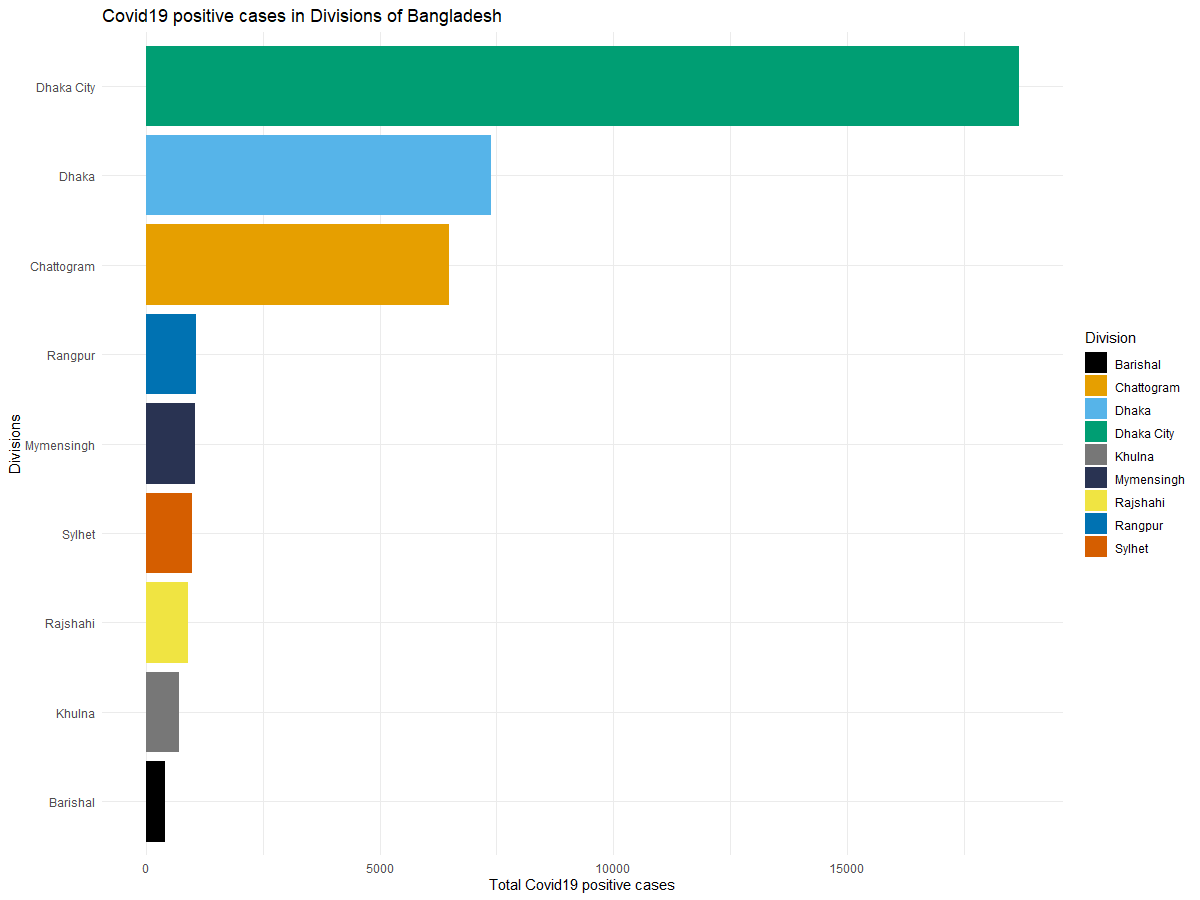 Covid19 positive cases in Divisions of Bangladesh
Dhaka City
Dhaka
Chattogram
Rangpur
Mymensingh
Sylhet
Rajshahi
Khulna
Barishal
Divisions
0 5000 10000 15000
Total Covid19 positive cases
Division
Barishal
Chattogram
Dhaka
Dhaka City
Khulna
Mymensingh
Rajshahi
Rangpur
Sylhet